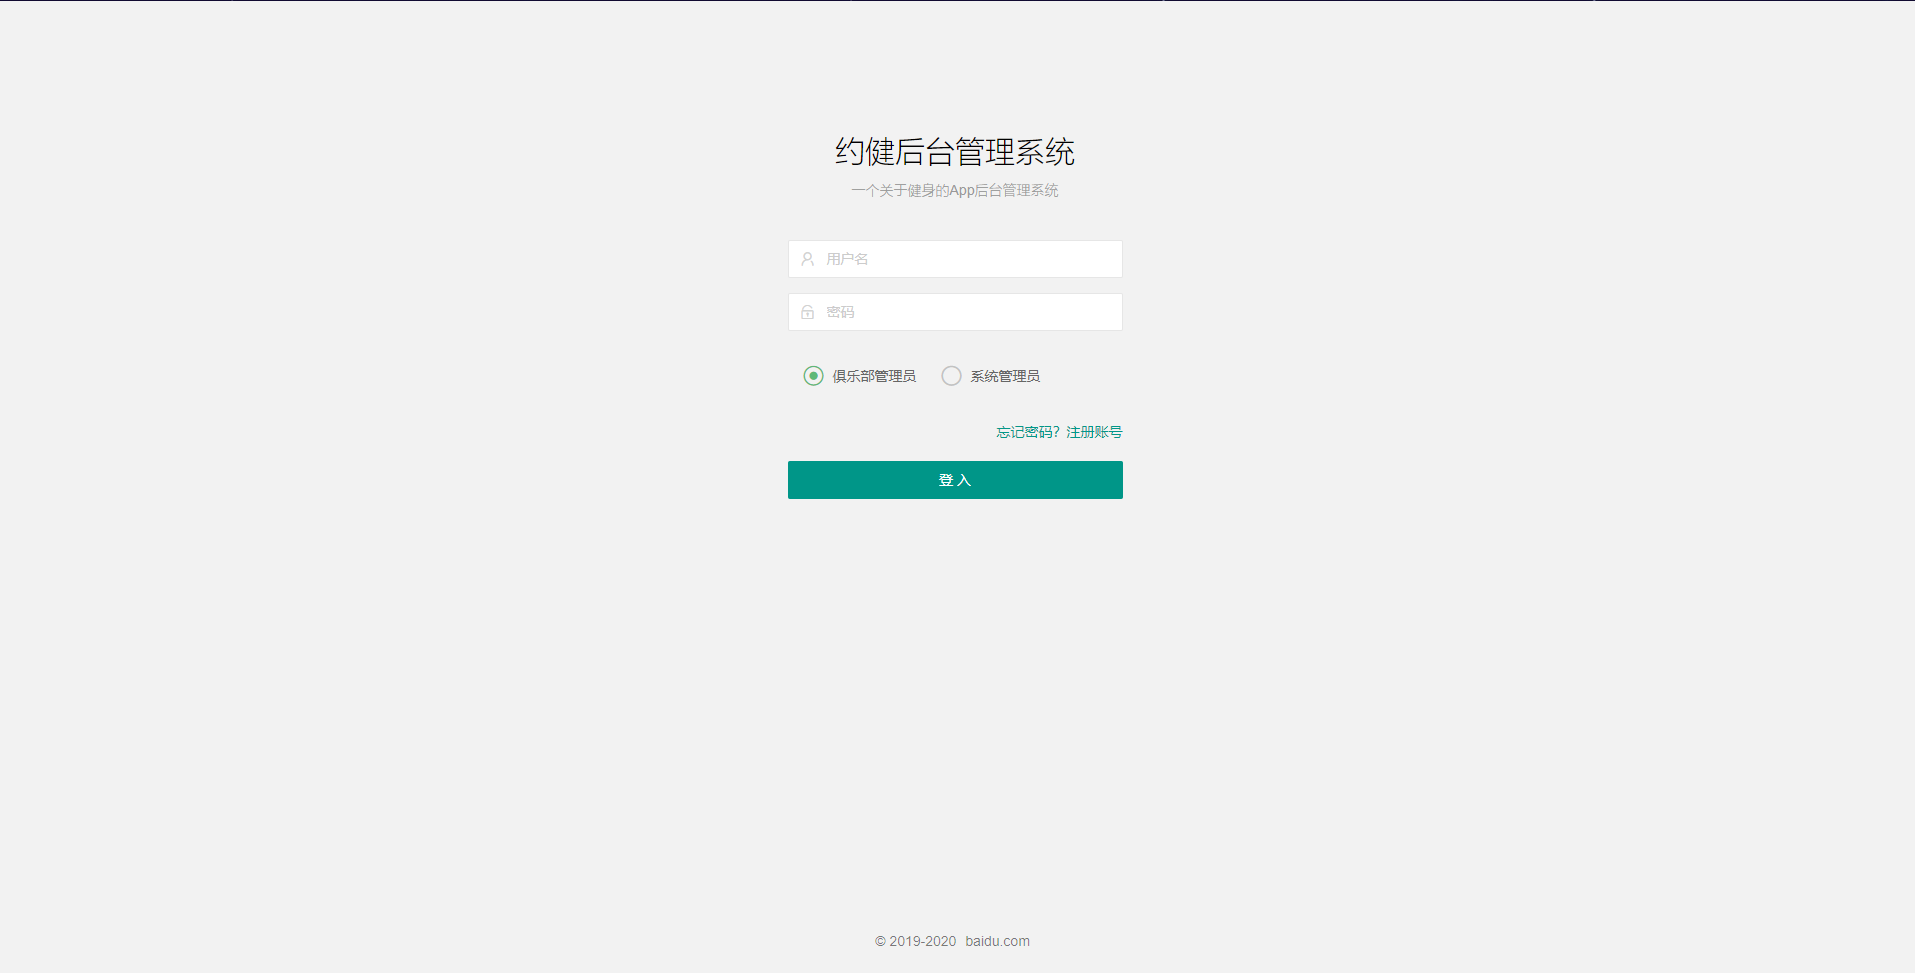 约健后台管理系统
一个关于健身的App后台管理系统
用户名
密码
俱乐部管理员 系统管理员
忘记密码? 注册账号
登 入
© 2019-2020 baidu.com